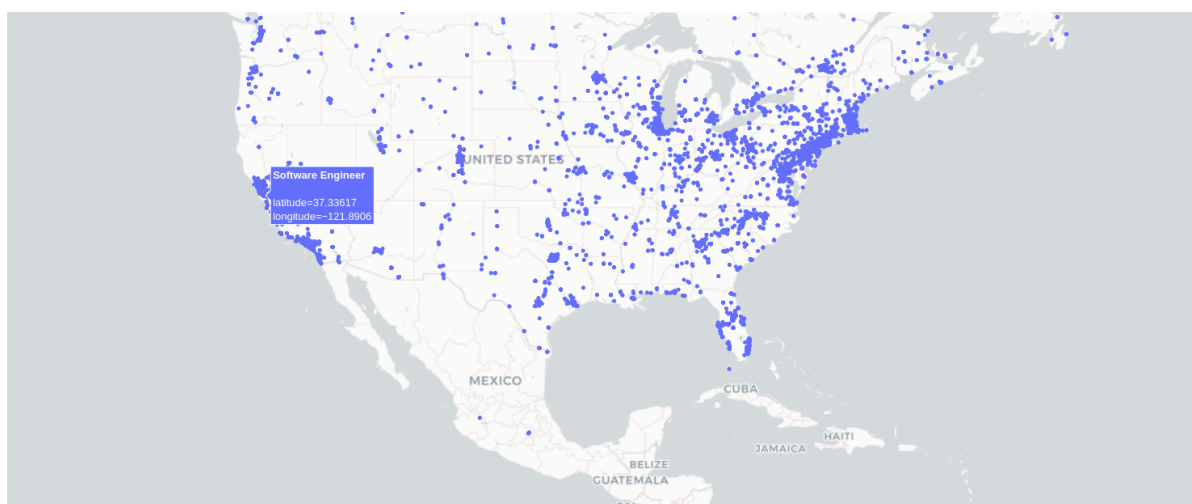 UNITED STATES
Software Engineer
latitude=37.33617
longitude=−121.8906
MEXICO
CUBA
HAITI
JAMAICA
BELIZE
GUATEMALA